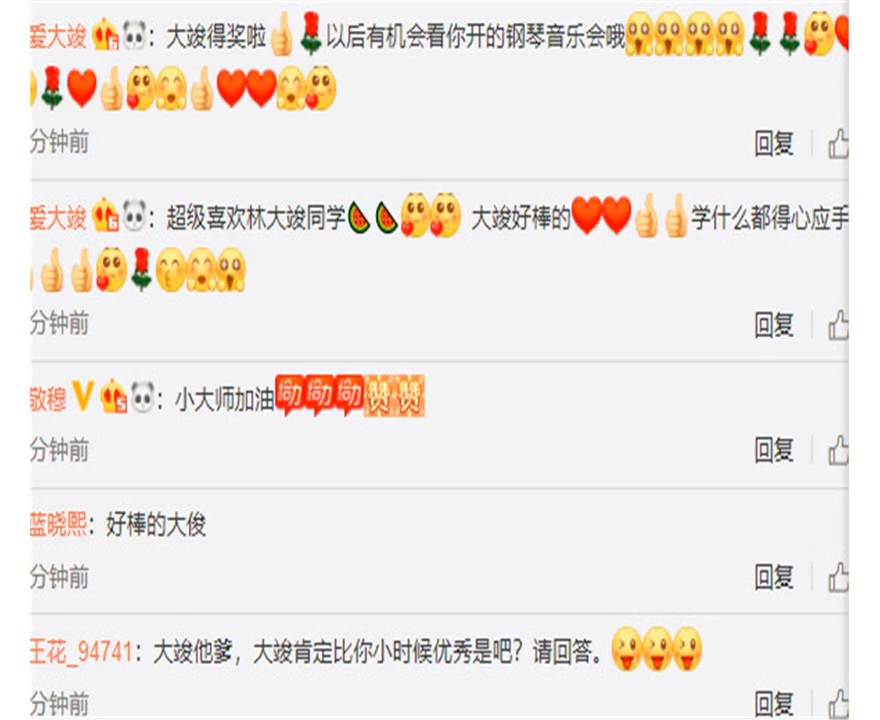 爱大竣 6：大竣得奖啦 以后有机会看你开的钢琴音乐会哦
分钟前 回复
爱大竣 6：超级喜欢林大竣同学 大竣好棒的 学什么都得心应手
分钟前 回复
敬穆 V 5：小大师加油 赞 赞
分钟前 回复
蓝晓熙：好棒的大俊
分钟前 回复
王花_94741：大竣他爹，大竣肯定比你小时候优秀是吧？请回答。
分钟前 回复